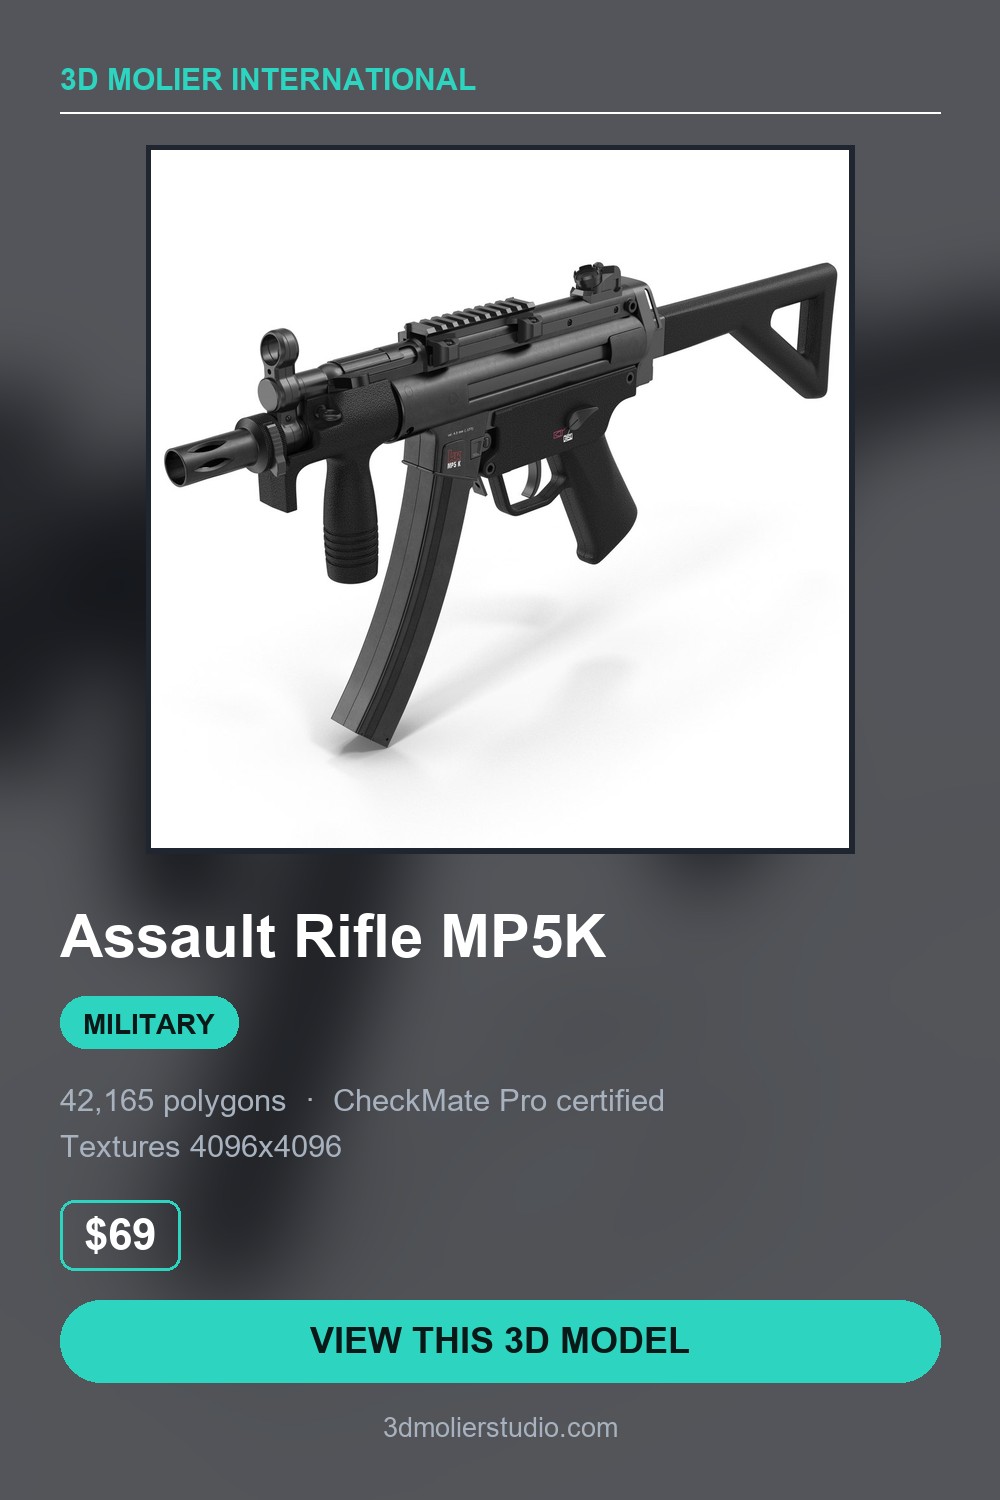 3D MOLIER INTERNATIONAL
MP5 K
Assault Rifle MP5K
MILITARY
42,165 polygons · CheckMate Pro certified
Textures 4096x4096
$69
VIEW THIS 3D MODEL
3dmolierstudio.com